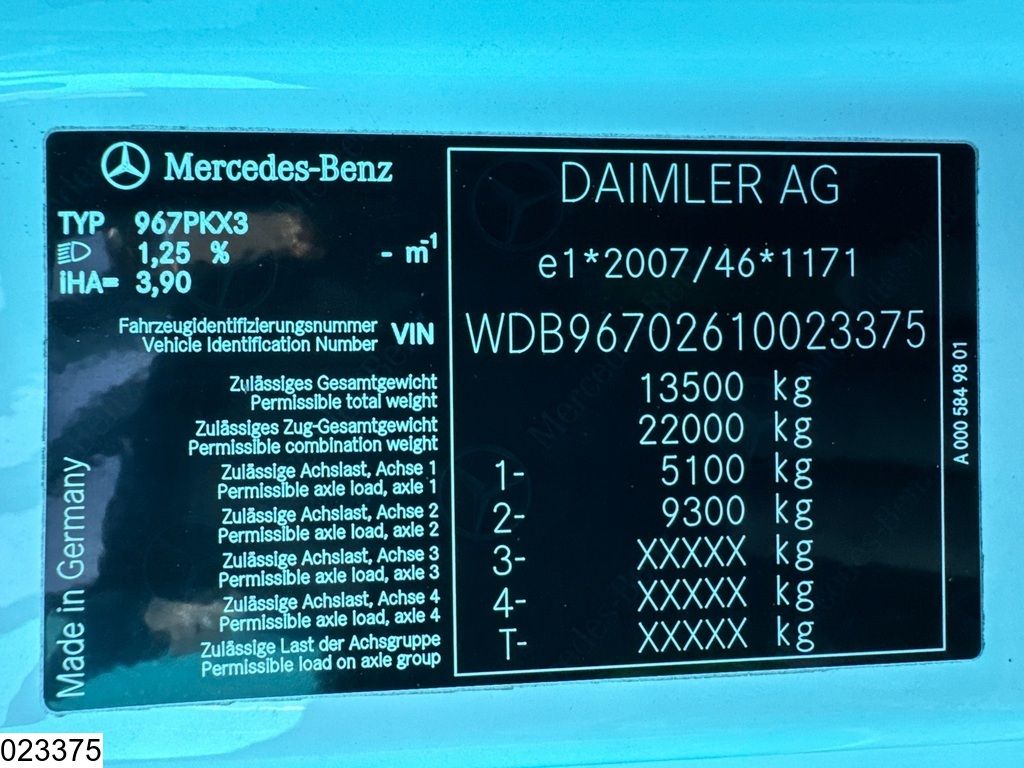 Mercedes-Benz
TYP 967PKX3
1,25 % - m-1
iHA= 3,90
DAIMLER AG
e1*2007/46*1171
Fahrzeugidentifizierungsnummer
Vehicle Identification Number
VIN WDB96702610023375
Zulässiges Gesamtgewicht
Permissible total weight
13500 kg
Zulässiges Zug-Gesamtgewicht
Permissible combination weight
22000 kg
Zulässige Achslast, Achse 1
Permissible axle load, axle 1
1- 5100 kg
Zulässige Achslast, Achse 2
Permissible axle load, axle 2
2- 9300 kg
Zulässige Achslast, Achse 3
Permissible axle load, axle 3
3- XXXXX kg
Zulässige Achslast, Achse 4
Permissible axle load, axle 4
4- XXXXX kg
Zulässige Last der Achsgruppe
Permissible load on axle group
T- XXXXX kg
Made in Germany
A 000 584 98 01
023375